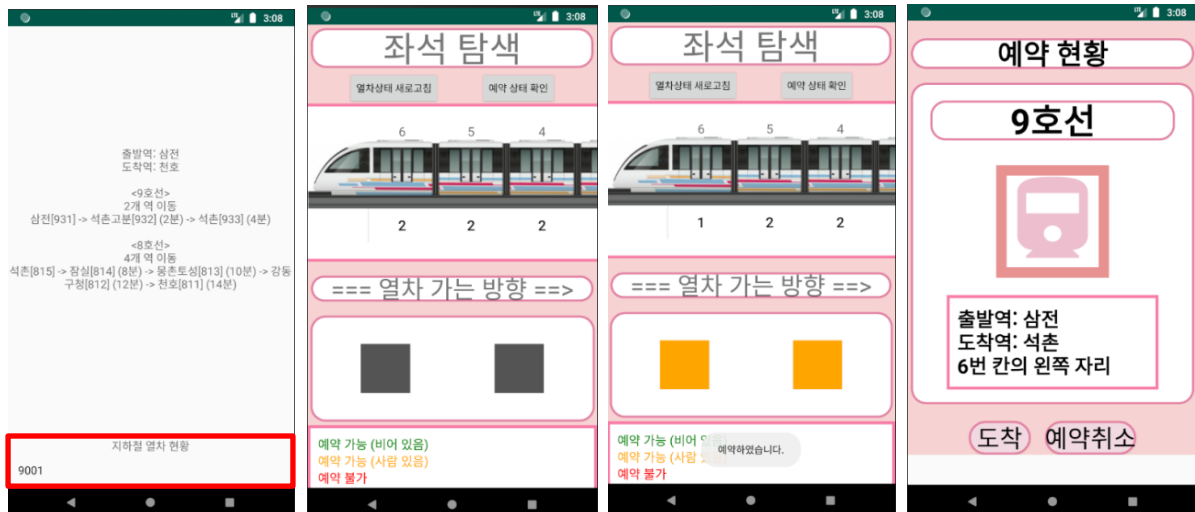 3:08
출발역: 삼전
도착역: 천호
<9호선>
2개 역 이동
삼전[931] -> 석촌고분[932] (2분) -> 석촌[933] (4분)
<8호선>
4개 역 이동
석촌[815] -> 잠실[814] (8분) -> 몽촌토성[813] (10분) -> 강동
구청[812] (12분) -> 천호[811] (14분)
지하철 열차 현황
9001
3:08
좌석 탐색
열차상태 새로고침
예약 상태 확인
6 5 4
2 2 2
=== 열차 가는 방향 ==>
예약 가능 (비어 있음)
예약 가능 (사람 있음)
예약 불가
3:08
좌석 탐색
열차상태 새로고침
예약 상태 확인
6 5 4
1 2 2
=== 열차 가는 방향 ==>
예약 가능 (비어
예약 가능 (사람
예약 불가
예약하였습니다.
3:08
예약 현황
9호선
출발역: 삼전
도착역: 석촌
6번 칸의 왼쪽 자리
도착 예약취소